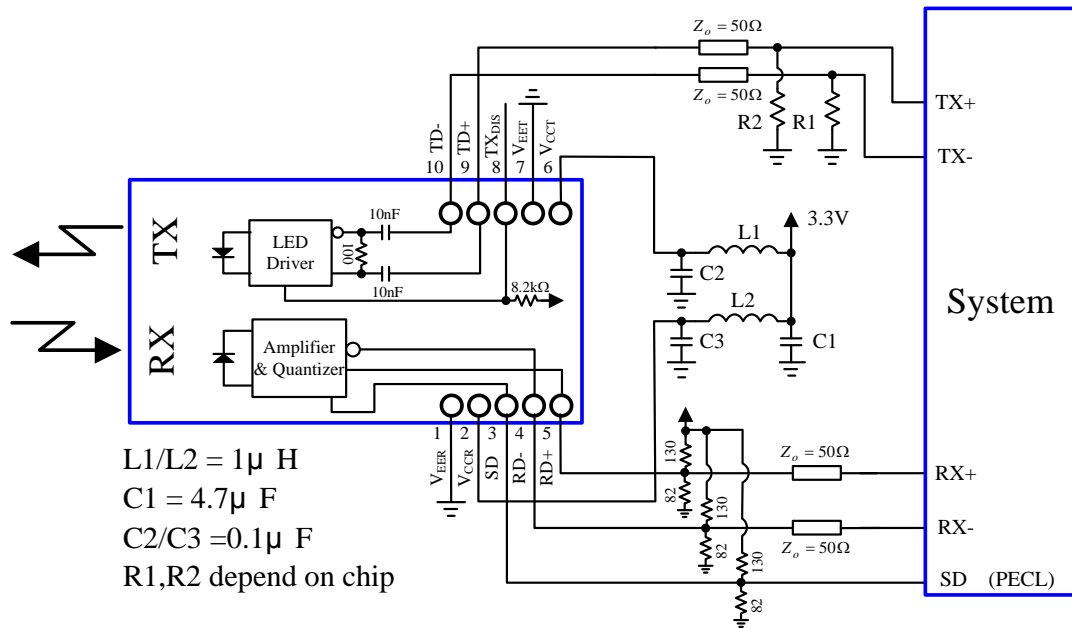 Zo = 50Ω
Zo = 50Ω
R2
R1
TX+
TX-
TD-
TD+
TXDIS
VEET
VCCT
10
9
8
7
6
TX
LED
Driver
10nF
100
10nF
8.2kΩ
3.3V
L1
C2
L2
C3
C1
System
RX
Amplifier
& Quantizer
1
2
3
4
5
VEER
VCCR
SD
RD-
RD+
130
82
130
82
130
82
Zo = 50Ω
Zo = 50Ω
RX+
RX-
SD (PECL)
L1/L2 = 1µ H
C1 = 4.7µ F
C2/C3 =0.1µ F
R1,R2 depend on chip